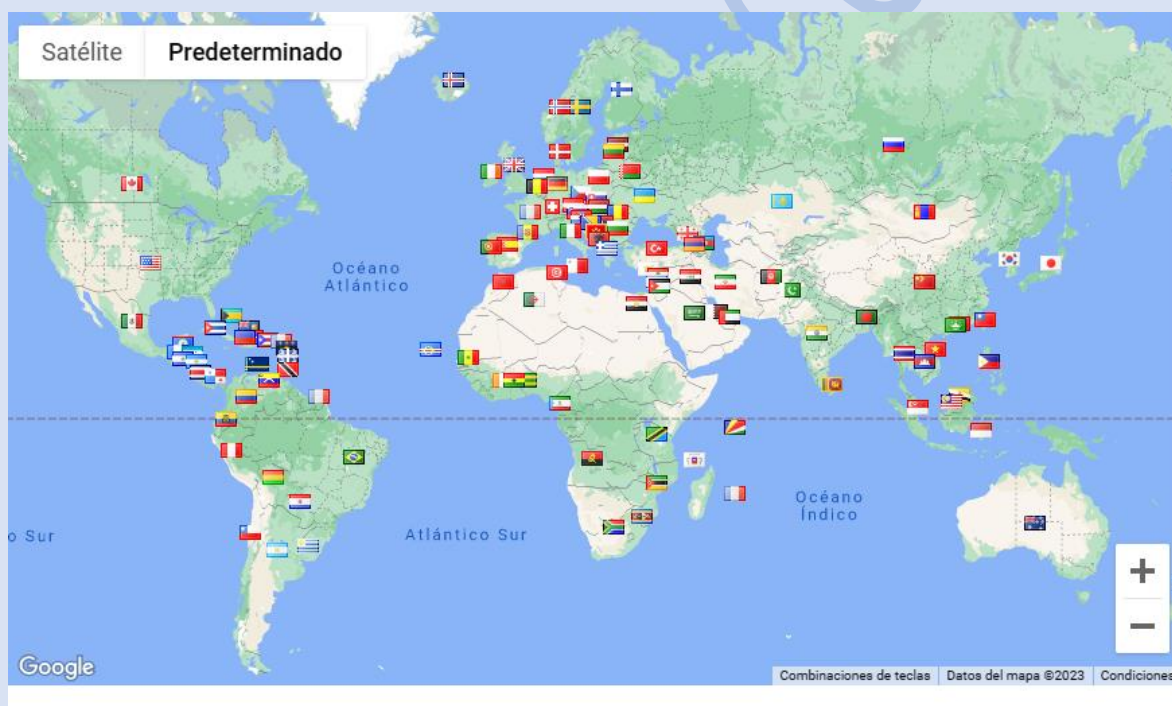 Satélite
Predeterminado
Océano
Atlántico
Océano
Índico
o Sur
Atlántico Sur
+
−
Google
Combinaciones de teclas
Datos del mapa ©2023
Condiciones